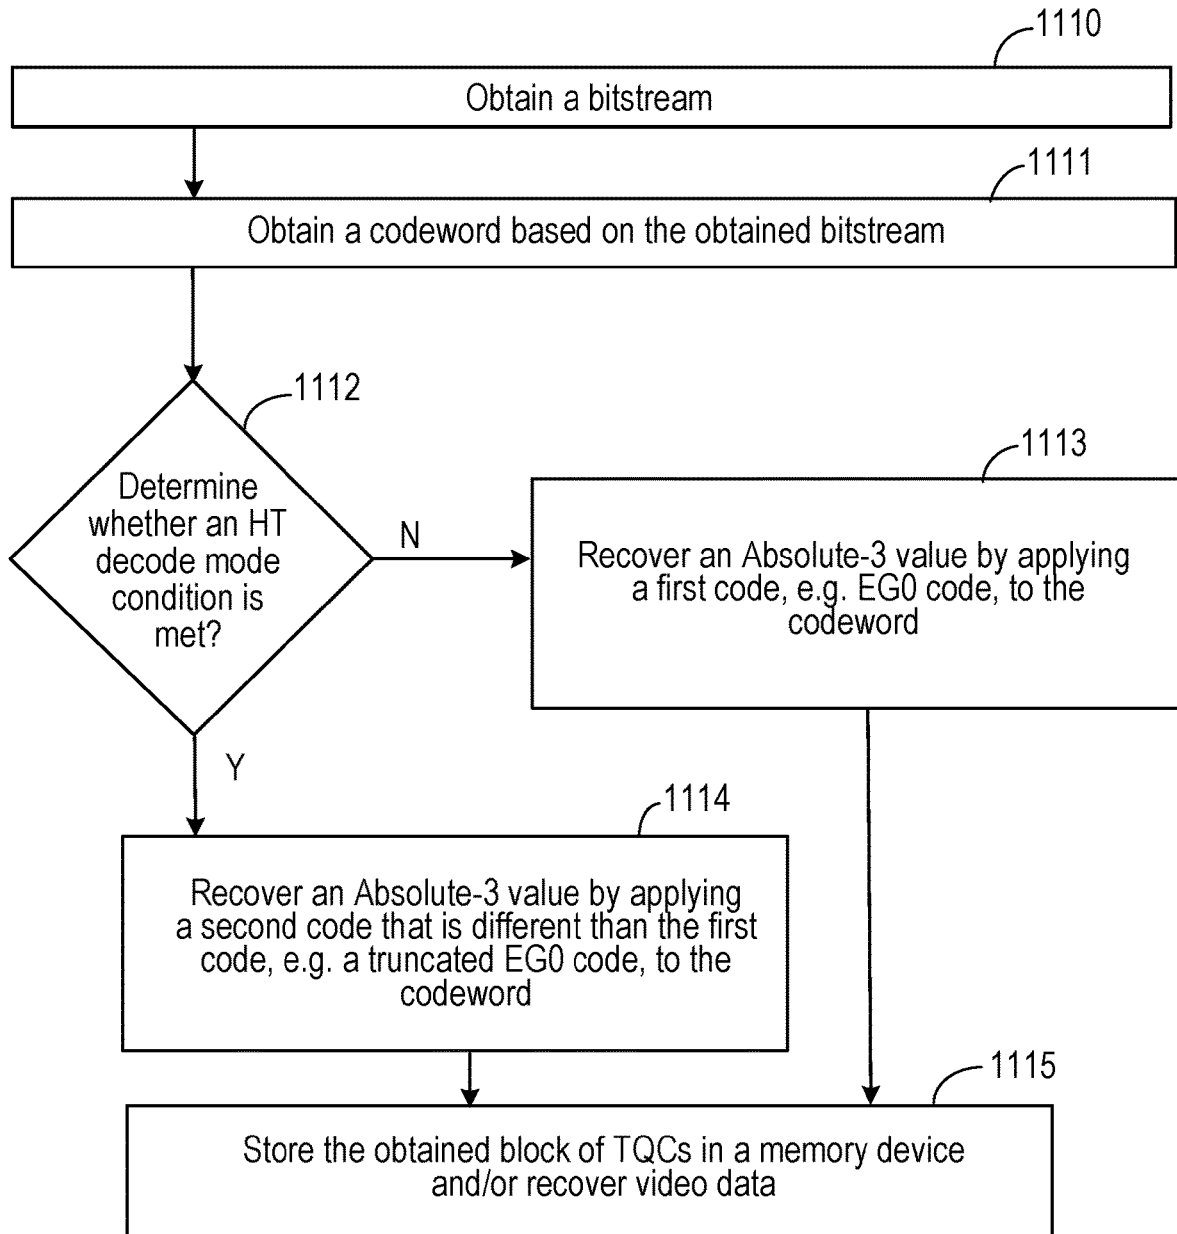 1110
Obtain a bitstream
1111
Obtain a codeword based on the obtained bitstream
1112
Determine
whether an HT
decode mode
condition is
met?
N
1113
Recover an Absolute-3 value by applying
a first code, e.g. EG0 code, to the
codeword
Y
1114
Recover an Absolute-3 value by applying
a second code that is different than the first
code, e.g. a truncated EG0 code, to the
codeword
1115
Store the obtained block of TQCs in a memory device
and/or recover video data